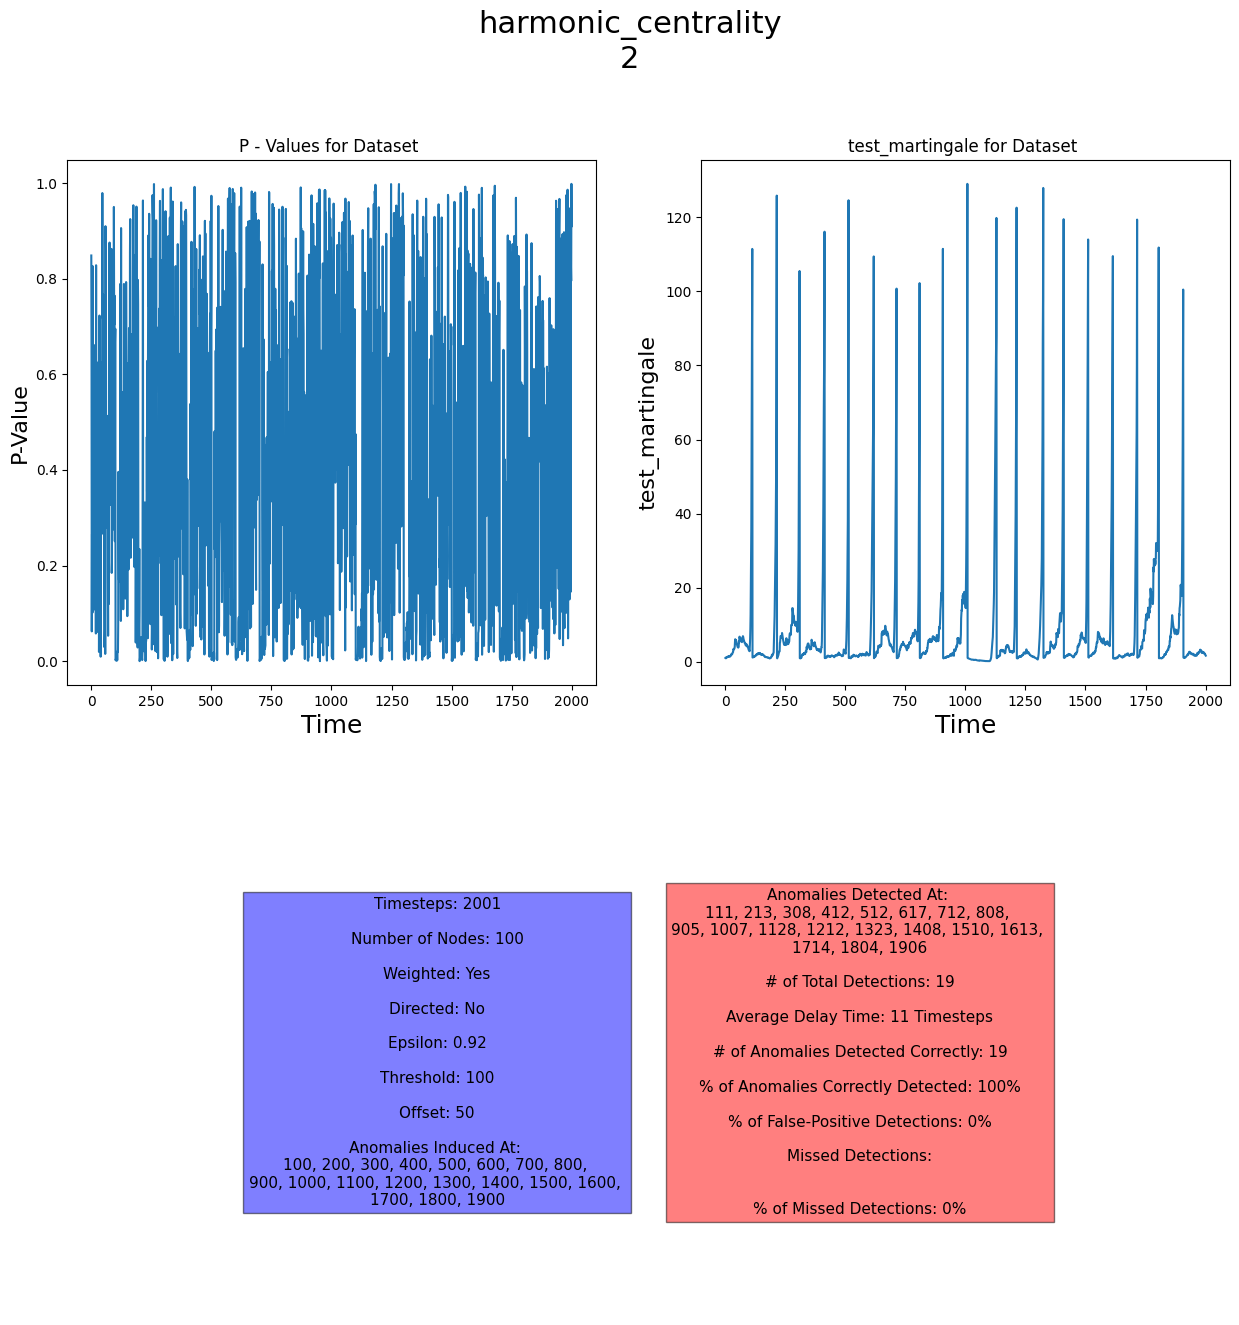 harmonic_centrality
2
P - Values for Dataset
1.0
0.8
0.6
0.4
0.2
0.0
P-Value
0 250 500 750 1000 1250 1500 1750 2000
Time
test_martingale for Dataset
120
100
80
60
40
20
0
test_martingale
0 250 500 750 1000 1250 1500 1750 2000
Time
Timesteps: 2001
Number of Nodes: 100
Weighted: Yes
Directed: No
Epsilon: 0.92
Threshold: 100
Offset: 50
Anomalies Induced At:
100, 200, 300, 400, 500, 600, 700, 800,
900, 1000, 1100, 1200, 1300, 1400, 1500, 1600,
1700, 1800, 1900
Anomalies Detected At:
111, 213, 308, 412, 512, 617, 712, 808,
905, 1007, 1128, 1212, 1323, 1408, 1510, 1613,
1714, 1804, 1906
# of Total Detections: 19
Average Delay Time: 11 Timesteps
# of Anomalies Detected Correctly: 19
% of Anomalies Correctly Detected: 100%
% of False-Positive Detections: 0%
Missed Detections:
% of Missed Detections: 0%